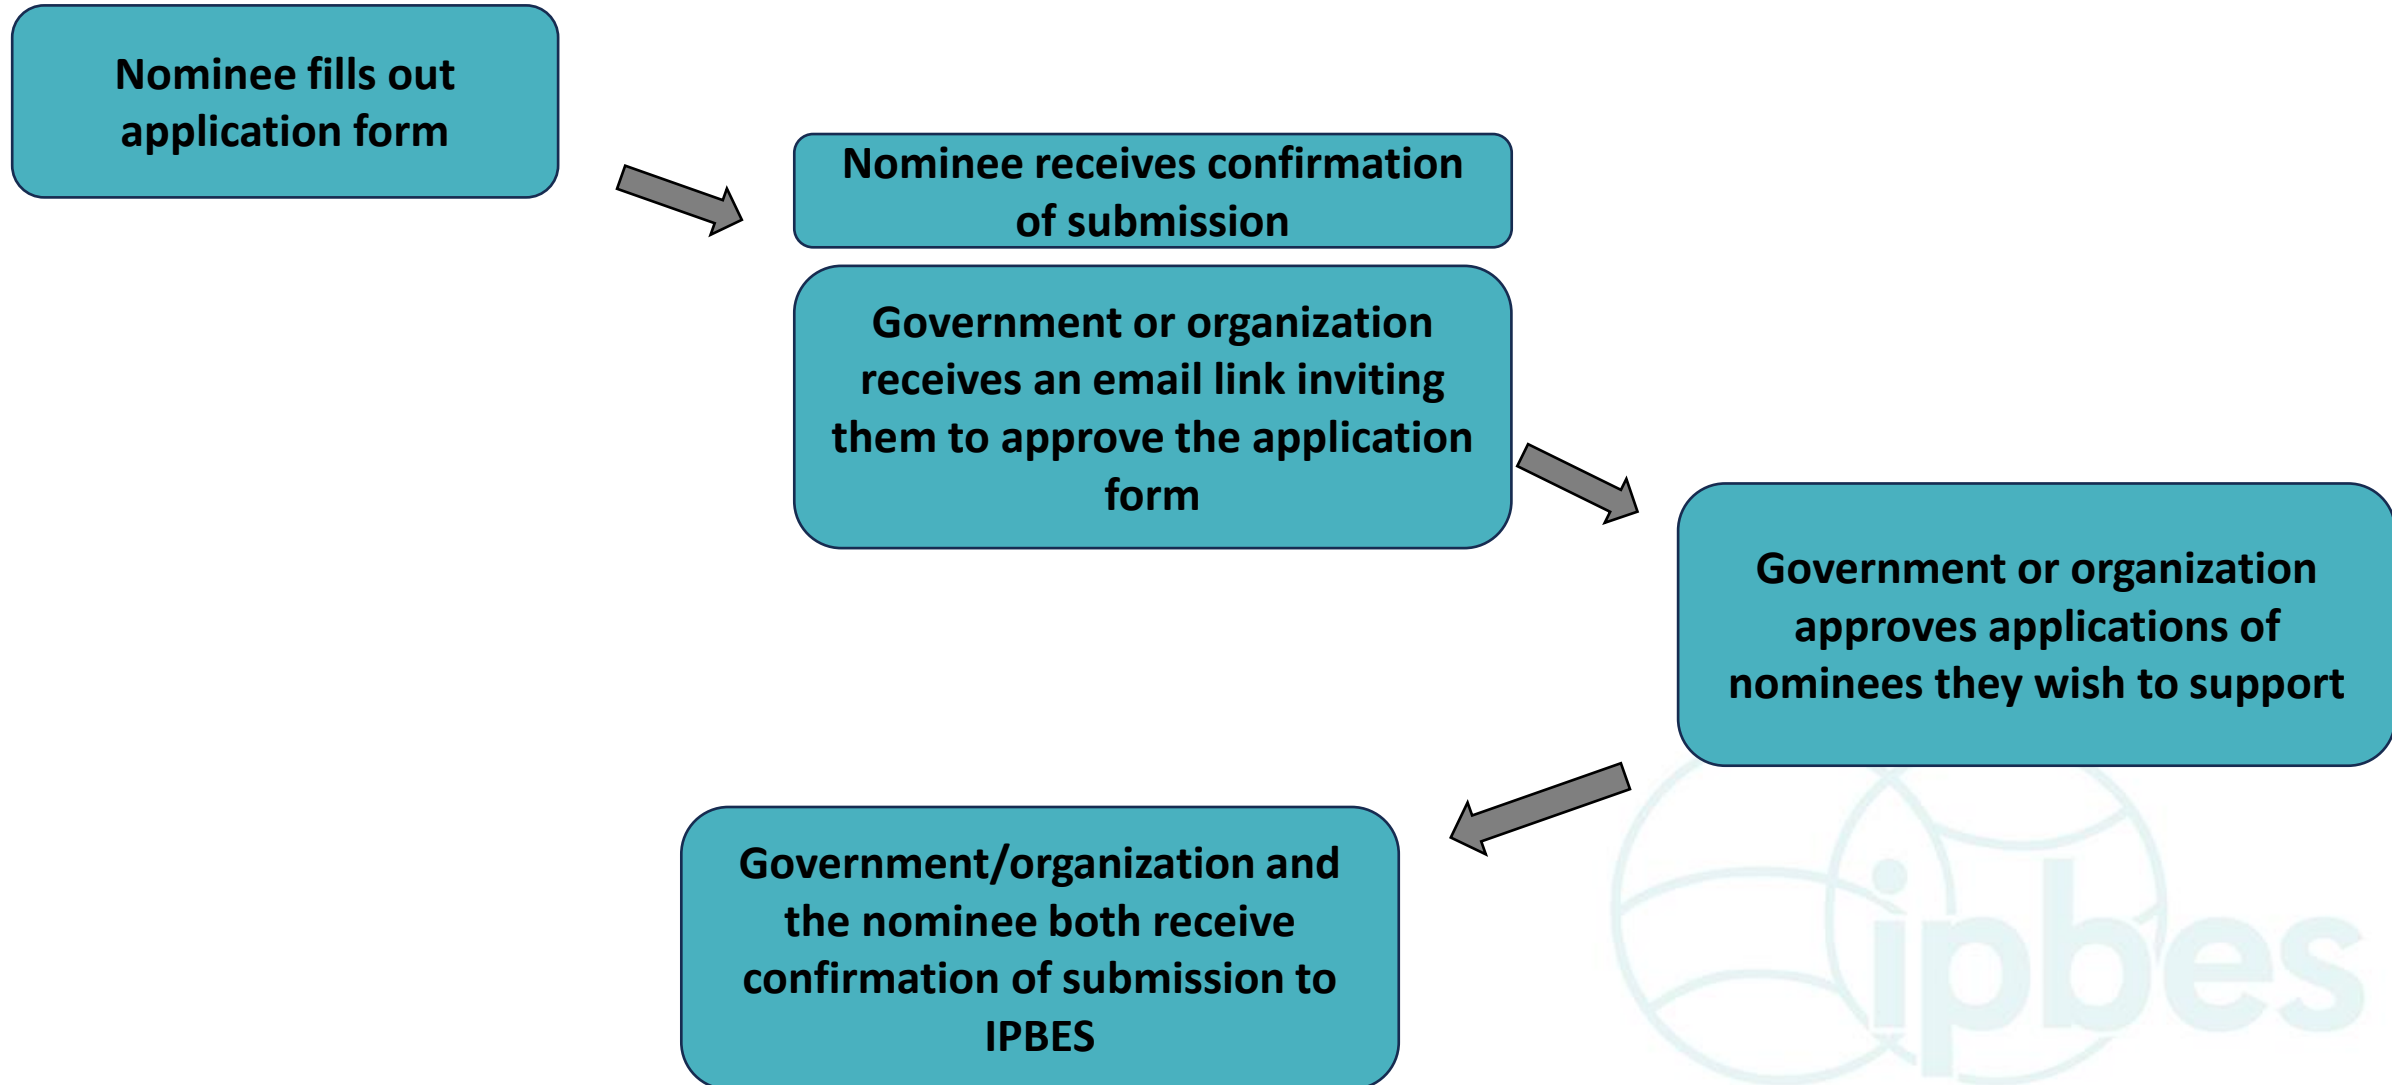 Nominee fills out
application form
Nominee receives confirmation
of submission
Government or organization
receives an email link inviting
them to approve the application
form
Government or organization
approves applications of
nominees they wish to support
Government/organization and
the nominee both receive
confirmation of submission to
IPBES
ipbes